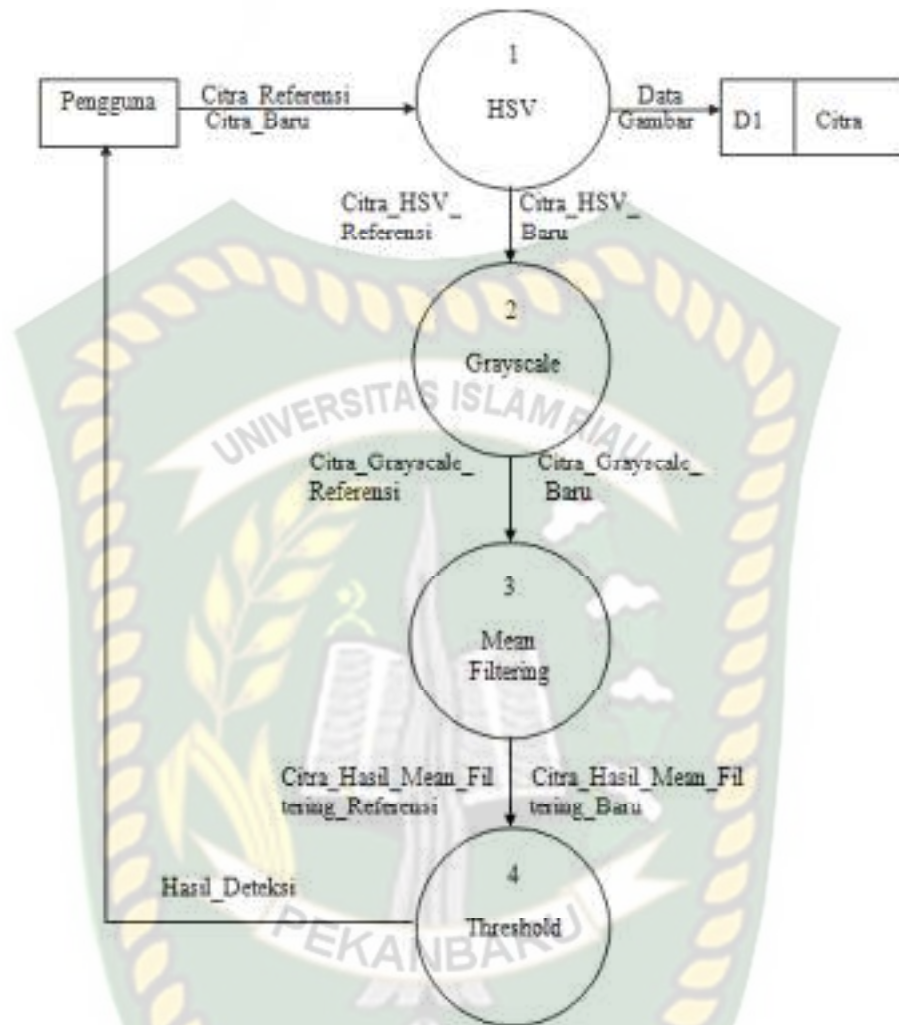 1
HSV
Pengguna
Citra_Referensi
Citra_Baru
Data
Gambar
D1
Citra
Citra_HSV_
Referensi
Citra_HSV_
Baru
2
Grayscale
UNIVERSITAS ISLAM RIAU
Citra_Grayscale_
Referensi
Citra_Grayscale_
Baru
3
Mean
Filtering
Citra_Hasil_Mean_Fil
tering_Referensi
Citra_Hasil_Mean_Fil
tering_Baru
4
Threshold
Hasil_Deteksi
PEKANBARU